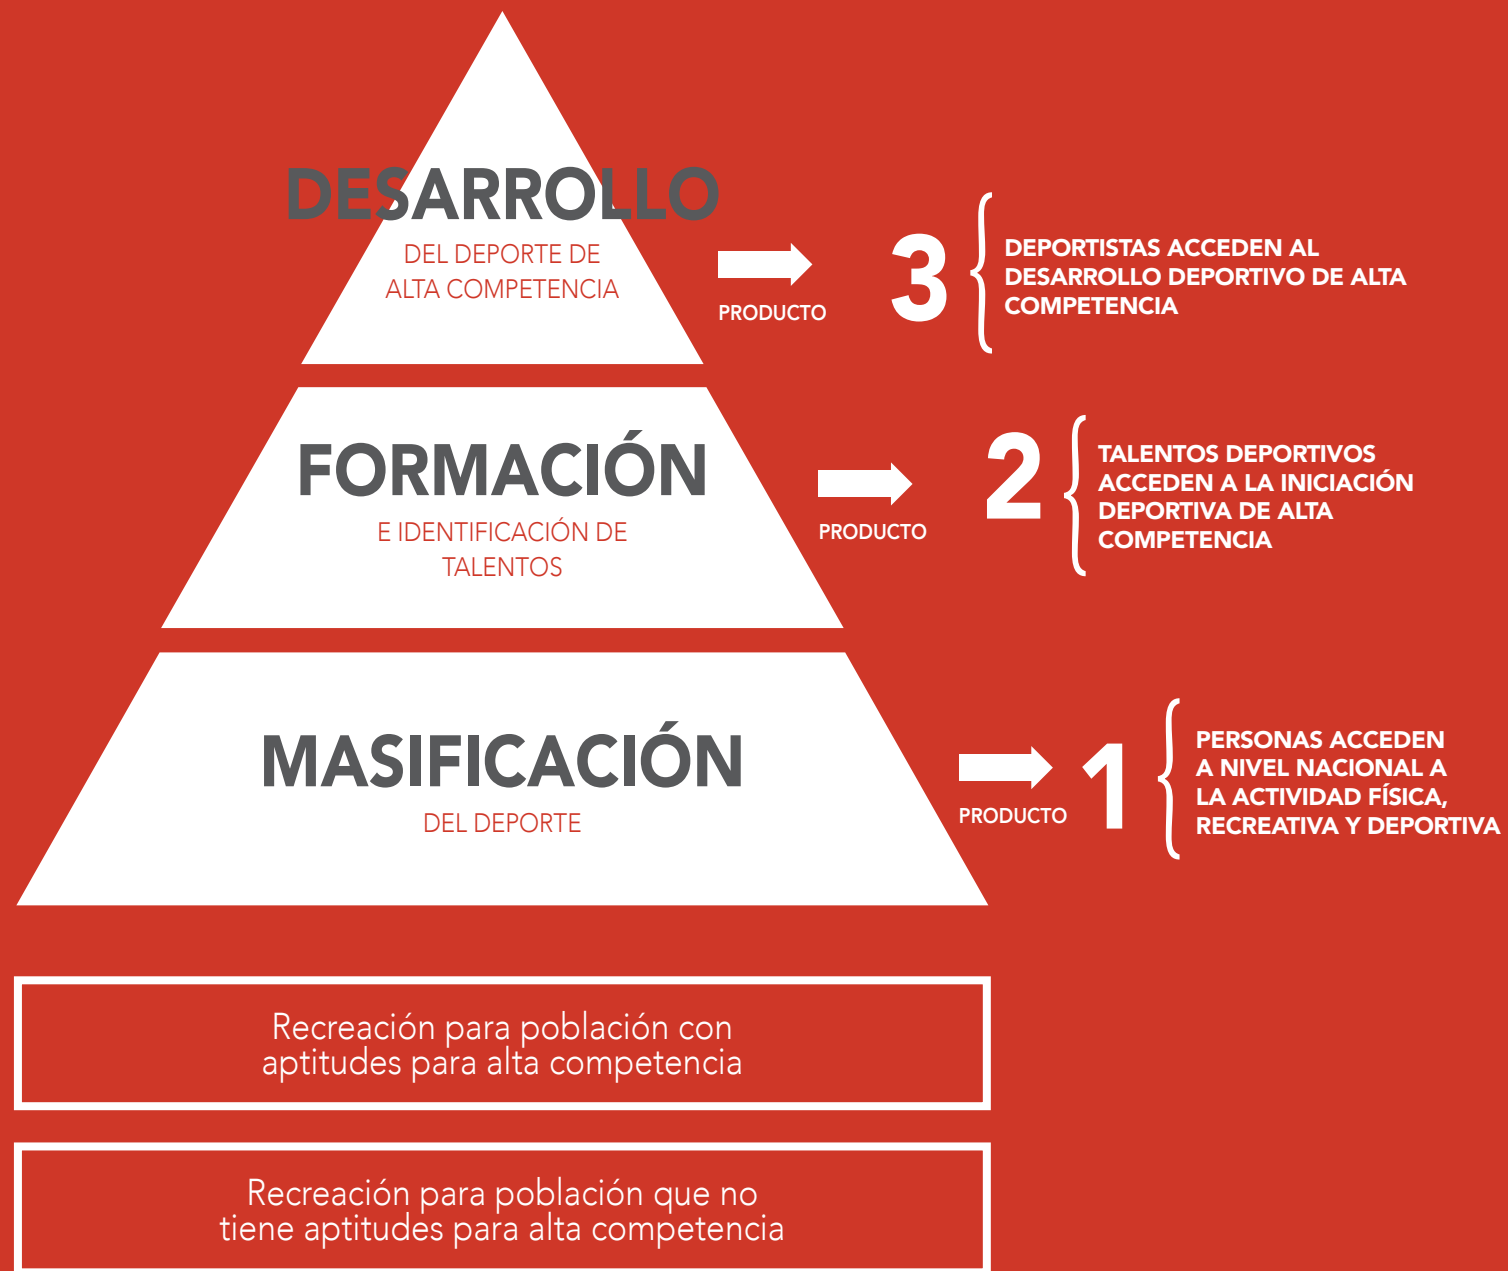 DESARROLLO
DEL DEPORTE DE
ALTA COMPETENCIA
PRODUCTO
3
DEPORTISTAS ACCEDEN AL
DESARROLLO DEPORTIVO DE ALTA
COMPETENCIA
FORMACIÓN
E IDENTIFICACIÓN DE
TALENTOS
PRODUCTO
2
TALENTOS DEPORTIVOS
ACCEDEN A LA INICIACIÓN
DEPORTIVA DE ALTA
COMPETENCIA
MASIFICACIÓN
DEL DEPORTE
PRODUCTO
1
PERSONAS ACCEDEN
A NIVEL NACIONAL A
LA ACTIVIDAD FÍSICA,
RECREATIVA Y DEPORTIVA
Recreación para población con
aptitudes para alta competencia
Recreación para población que no
tiene aptitudes para alta competencia